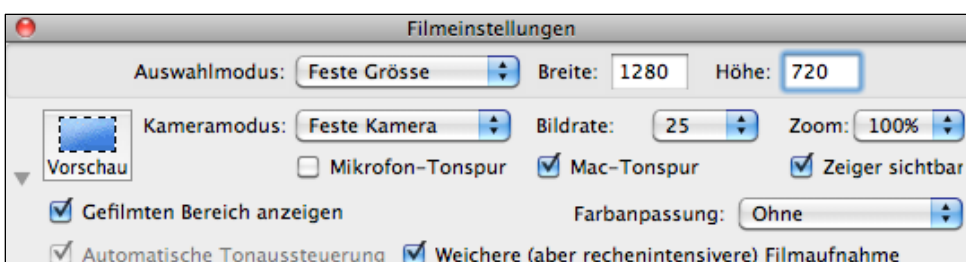 Filmeinstellungen
Auswahlmodus: Feste Grösse Breite: 1280 Höhe: 720
Kameramodus: Feste Kamera Bildrate: 25 Zoom: 100%
Vorschau Mikrofon-Tonspur Mac-Tonspur Zeiger sichtbar
Gefilmten Bereich anzeigen Farbanpassung: Ohne
Automatische Tonaussteuerung Weichere (aber rechenintensivere) Filmaufnahme